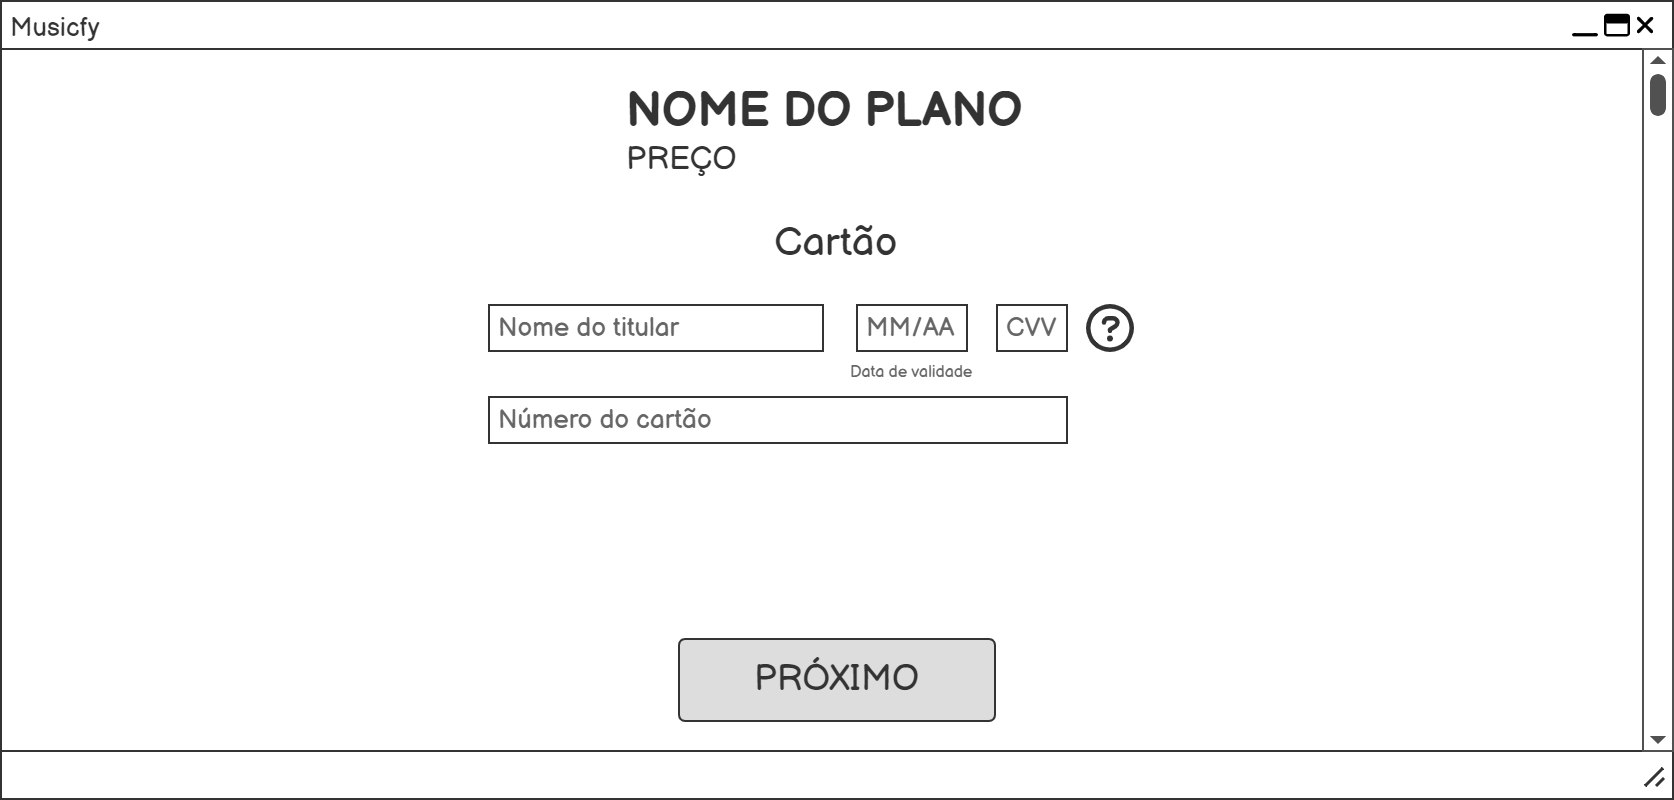 Musicfy
NOME DO PLANO
PREÇO
Cartão
Nome do titular
MM/AA
CVV
?
Data de validade
Número do cartão
PRÓXIMO